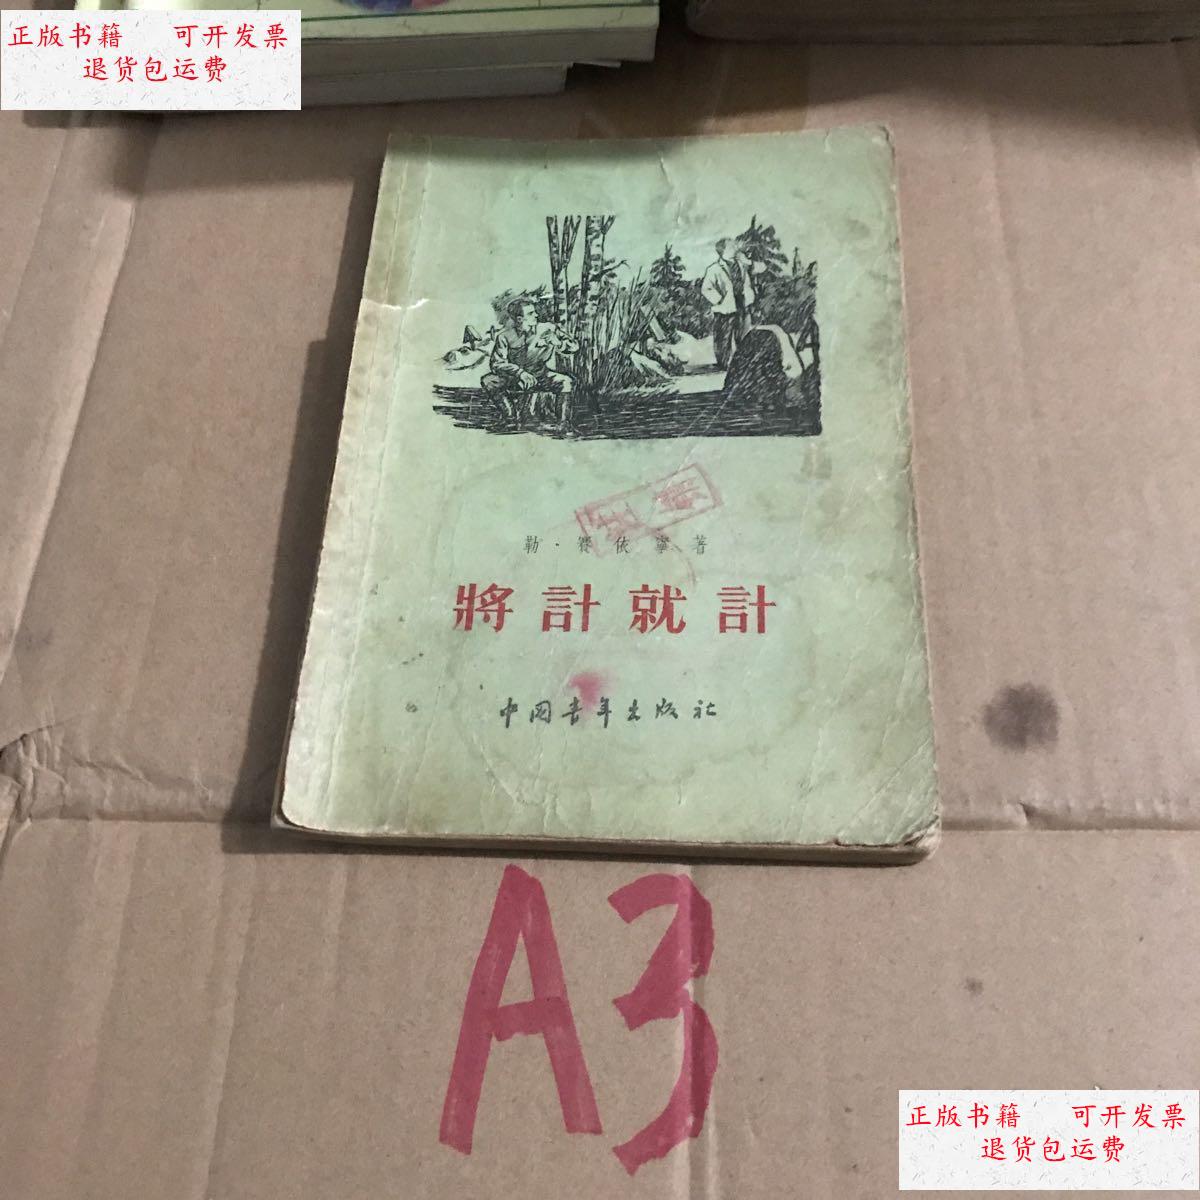 正版书籍 可开发票
退货包运费
勒·賽依寧著
將計就計
中国青年出版社
A3
正版书籍 可开发票
退货包运费